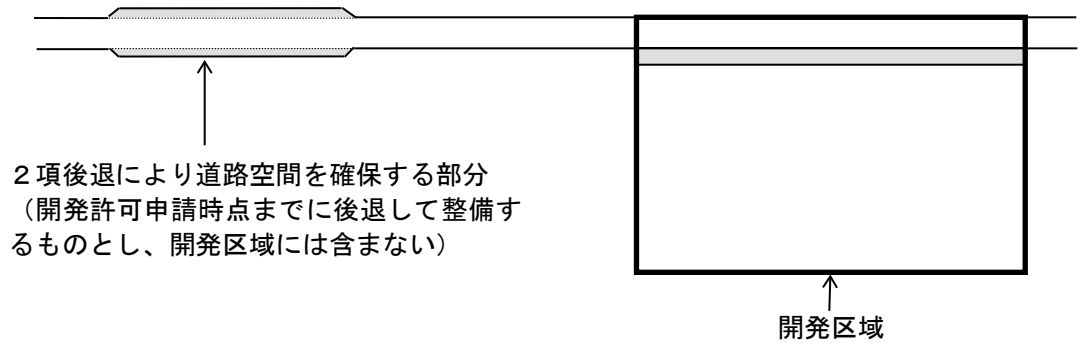 ２項後退により道路空間を確保する部分
（開発許可申請時点までに後退して整備す
るものとし、開発区域には含まない）
開発区域